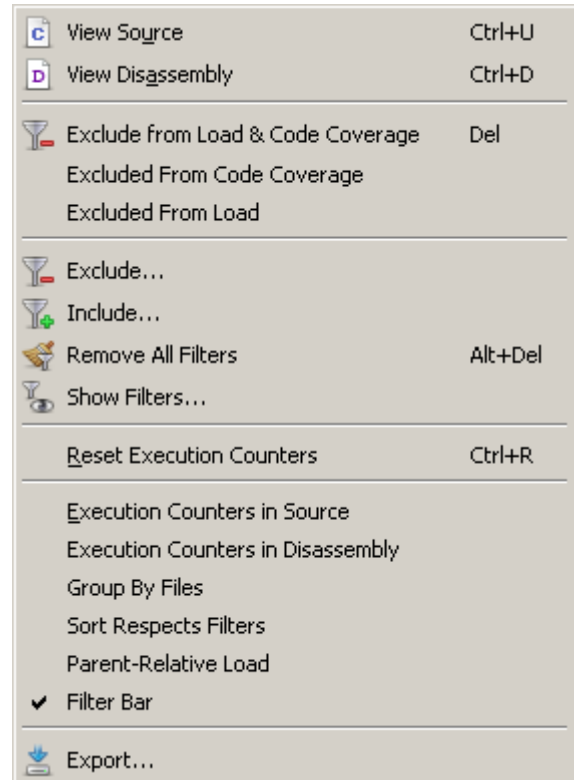 C View Source Ctrl+U
D View Disassembly Ctrl+D
Exclude from Load & Code Coverage Del
Excluded From Code Coverage
Excluded From Load
Exclude...
Include...
Remove All Filters Alt+Del
Show Filters...
Reset Execution Counters Ctrl+R
Execution Counters in Source
Execution Counters in Disassembly
Group By Files
Sort Respects Filters
Parent-Relative Load
Filter Bar
Export...